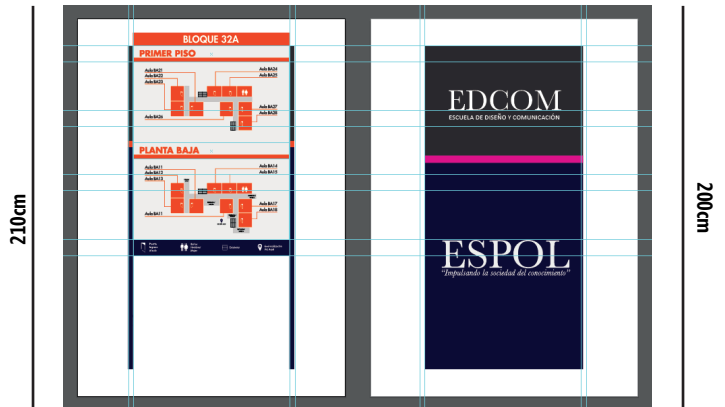 BLOQUE 32A
PRIMER PISO
Aula BA21
Aula BA22
Aula BA23
Aula BA24
Aula BA25
Aula BA26
Aula BA27
Aula BA28
PLANTA BAJA
Aula BA11
Aula BA12
Aula BA13
Aula BA14
Aula BA15
Aula BA11
Aula BA17
Aula BA18
210cm
EDCOM
ESCUELA DE DISEÑO Y COMUNICACIÓN
ESPOL
"Impulsando la sociedad del conocimiento"
200cm